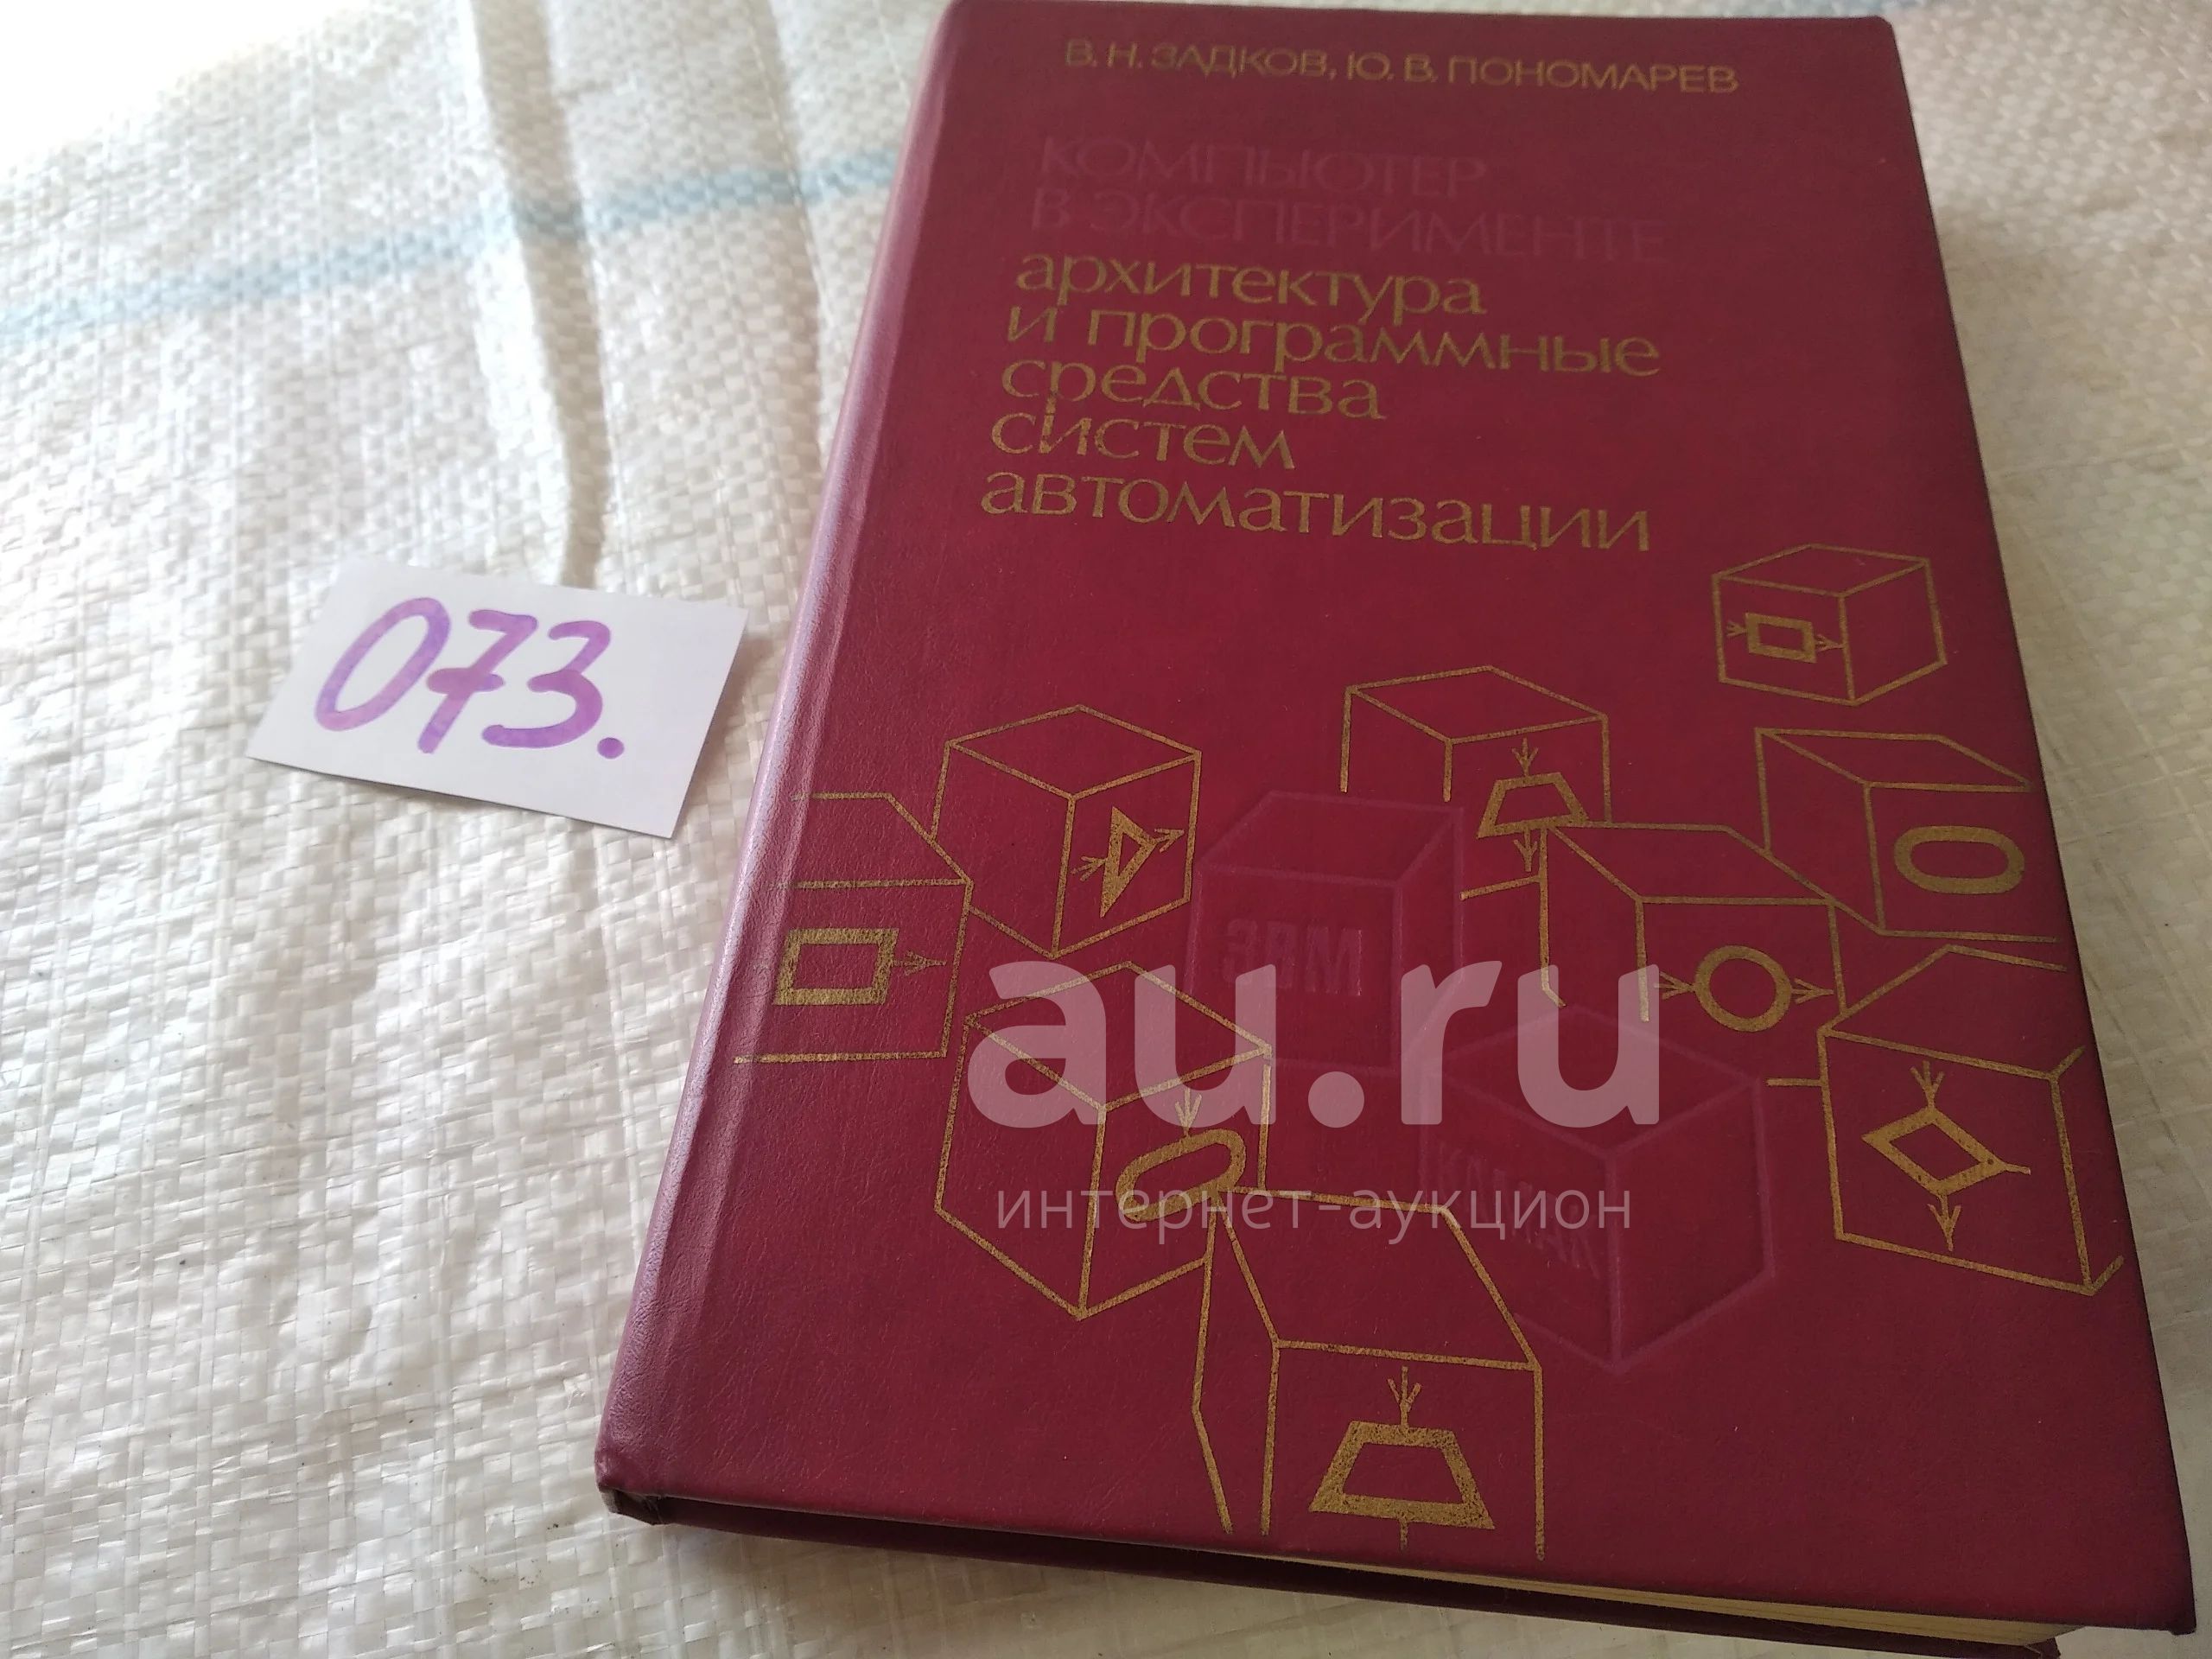 В. Н. ЗАДКОВ, Ю. В. ПОНОМАРЕВ
КОМПЬЮТЕР
В ЭКСПЕРИМЕНТЕ
архитектура
и программные
средства
систем
автоматизации
073.
ЭВМ
au.ru
интернет-аукцион